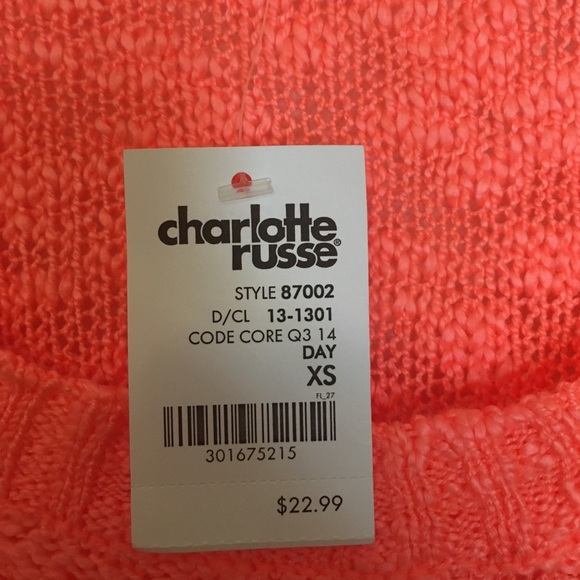 charlotte
russe®
STYLE 87002
D/CL 13-1301
CODE CORE Q3 14
DAY
XS
FL_27
301675215
$22.99